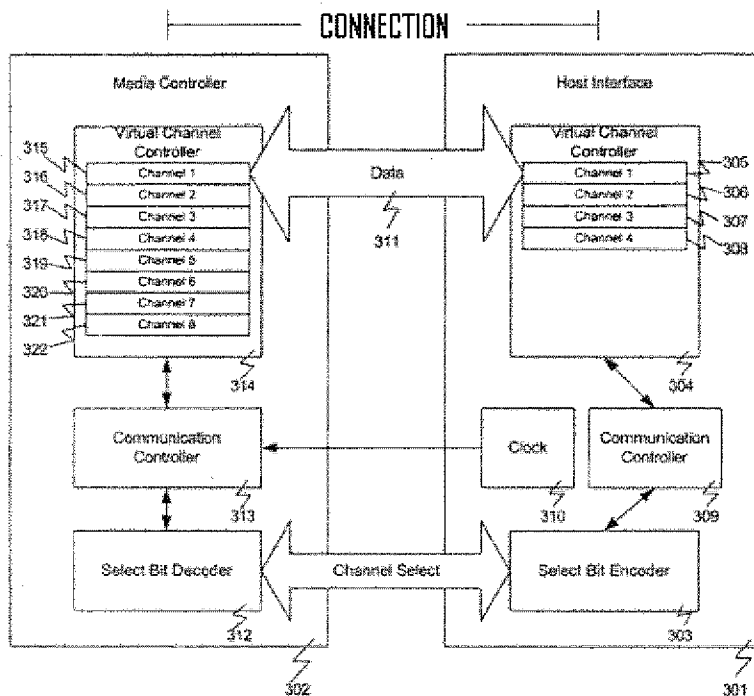 CONNECTION
Media Controller
Host Interface
Virtual Channel
Controller
Virtual Channel
Controller
315
316
317
318
319
320
321
322
Channel 1
Channel 2
Channel 3
Channel 4
Channel 5
Channel 6
Channel 7
Channel 8
Data
311
Channel 1
Channel 2
Channel 3
Channel 4
305
306
307
308
314
304
Communication
Controller
313
Clock
310
Communication
Controller
309
Select Bit Decoder
312
Channel Select
Select Bit Encoder
303
302
301